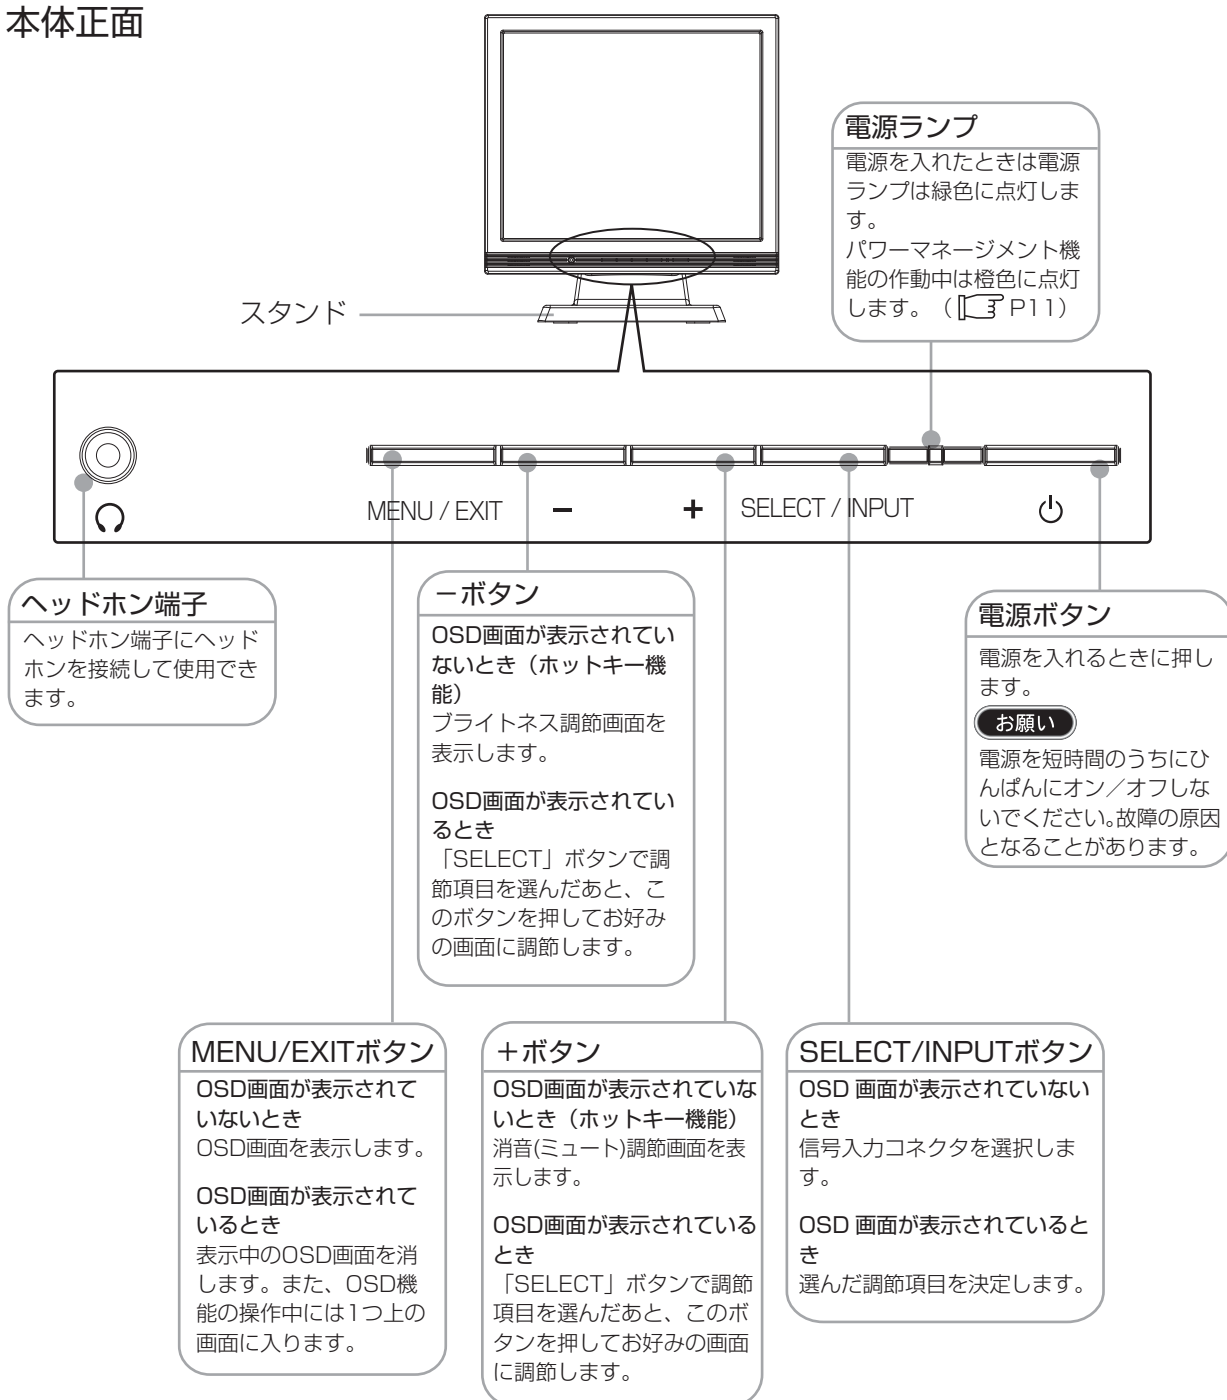 本体正面
電源ランプ
電源を入れたときは電源
ランプは緑色に点灯しま
す。
パワーマネージメント機
能の作動中は橙色に点灯
します。（ P11）
スタンド
MENU / EXIT
−
+
SELECT / INPUT
ヘッドホン端子
ヘッドホン端子にヘッド
ホンを接続して使用でき
ます。
−ボタン
OSD画面が表示されてい
ないとき（ホットキー機
能）
ブライトネス調節画面を
表示します。
OSD画面が表示されてい
るとき
「SELECT」ボタンで調
節項目を選んだあと、こ
のボタンを押してお好み
の画面に調節します。
電源ボタン
電源を入れるときに押し
ます。
お願い
電源を短時間のうちにひ
んぱんにオン／オフしな
いでください。故障の原因
となることがあります。
MENU/EXITボタン
OSD画面が表示されて
いないとき
OSD画面を表示します。
OSD画面が表示されて
いるとき
表示中のOSD画面を消
します。また、OSD機
能の操作中には1つ上の
画面に入ります。
＋ボタン
OSD画面が表示されていな
いとき（ホットキー機能）
消音(ミュート)調節画面を表
示します。
OSD画面が表示されている
とき
「SELECT」ボタンで調節
項目を選んだあと、このボ
タンを押してお好みの画面
に調節します。
SELECT/INPUTボタン
OSD 画面が表示されていない
とき
信号入力コネクタを選択しま
す。
OSD 画面が表示されていると
き
選んだ調節項目を決定します。